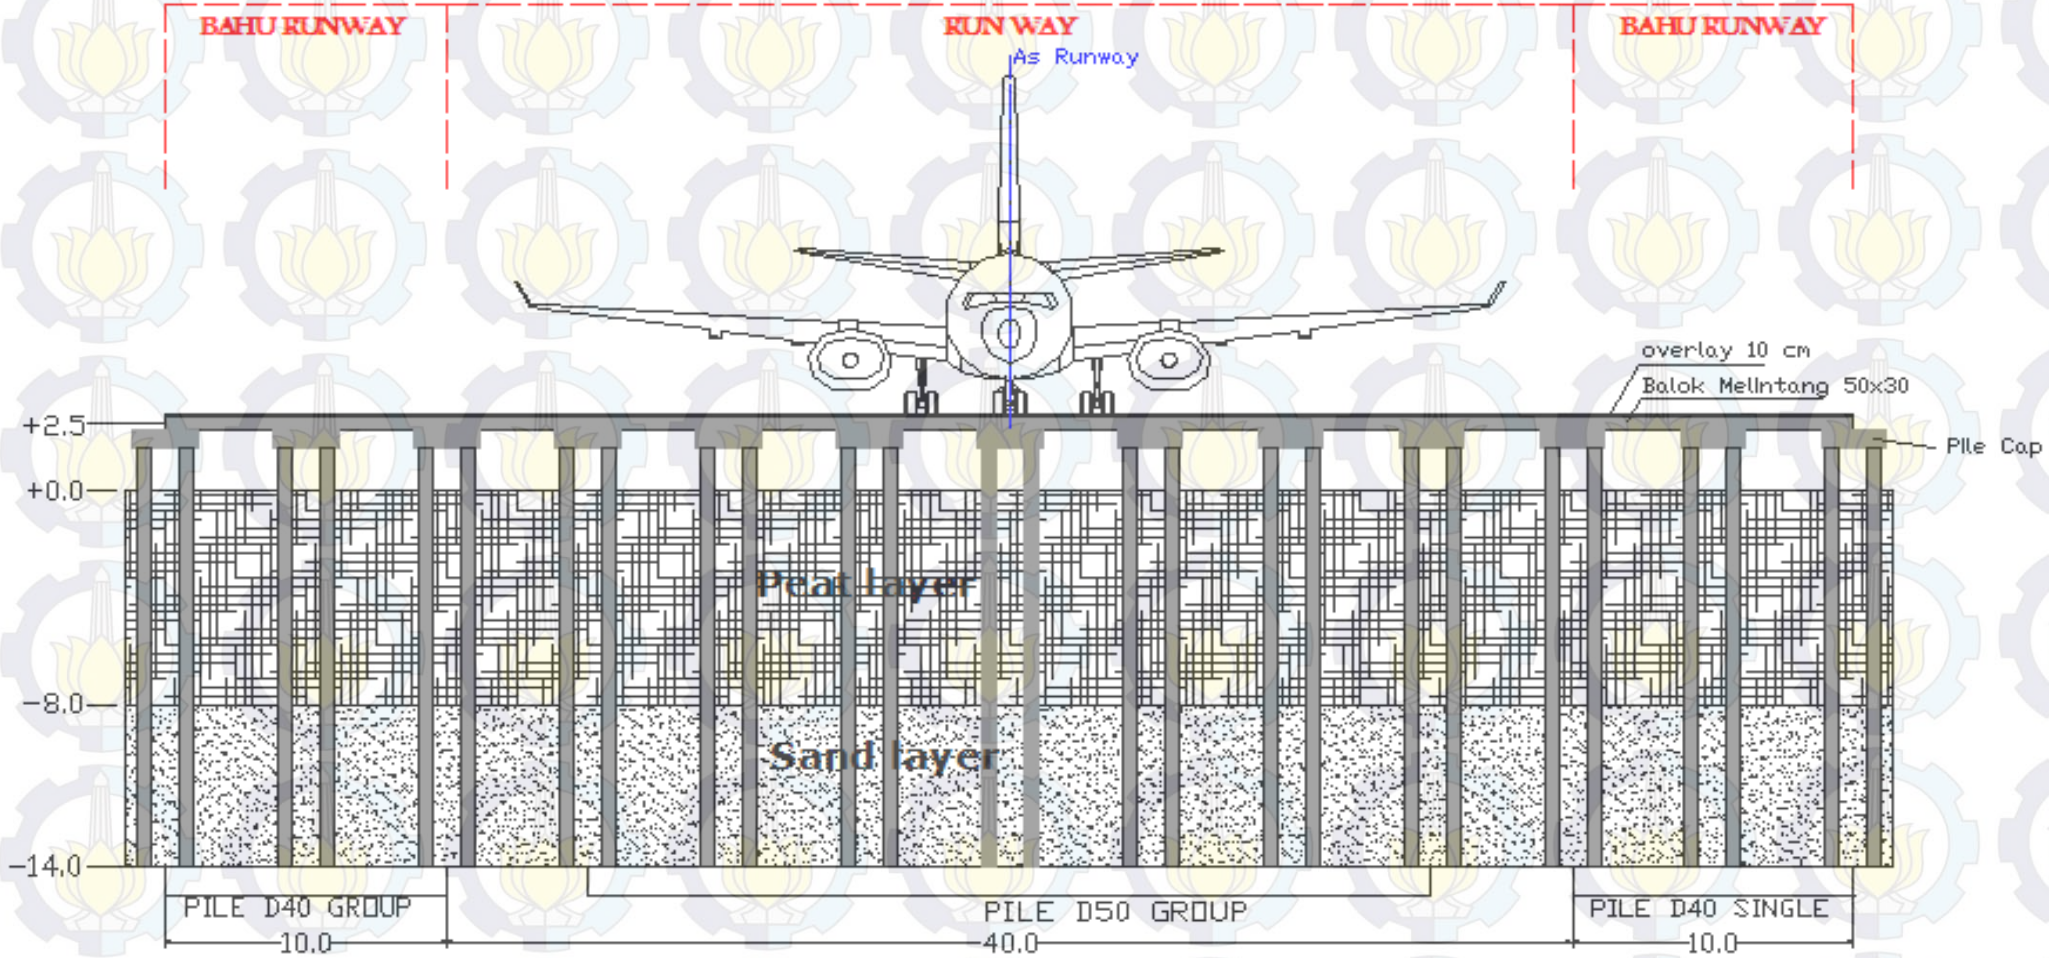 BAHU RUNWAY
RUN WAY
BAHU RUNWAY
As Runway
overlay 10 cm
Balok Melintang 50x30
+2.5
Pile Cap
+0.0
Peat layer
-8.0
Sand layer
-14.0
PILE D40 GROUP
PILE D50 GROUP
PILE D40 SINGLE
10.0
40.0
10.0